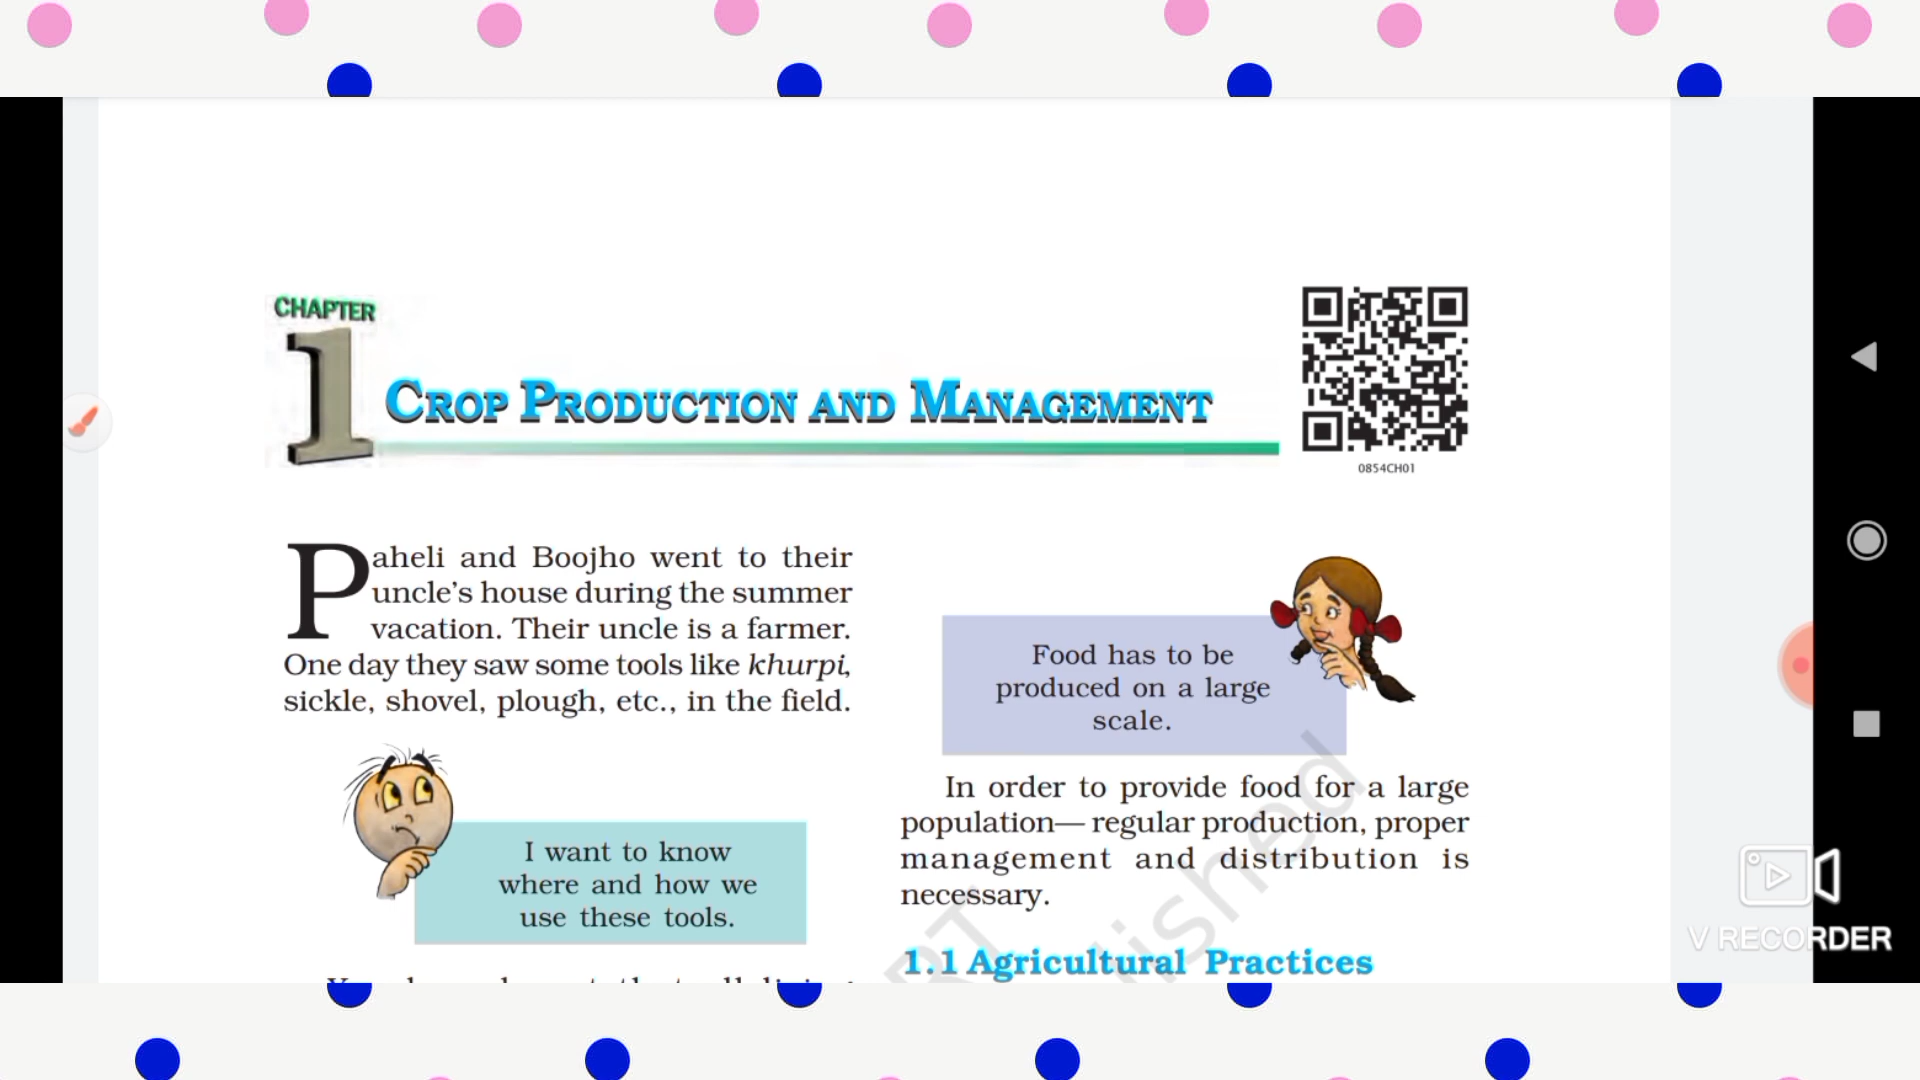 CHAPTER
1
CROP PRODUCTION AND MANAGEMENT
0854CH01
Paheli and Boojho went to their
uncle's house during the summer
vacation. Their uncle is a farmer.
One day they saw some tools like khurpi,
sickle, shovel, plough, etc., in the field.
I want to know
where and how we
use these tools.
Food has to be
produced on a large
scale.
In order to provide food for a large
population— regular production, proper
management and distribution is
necessary.
1.1 Agricultural Practices
V RECORDER